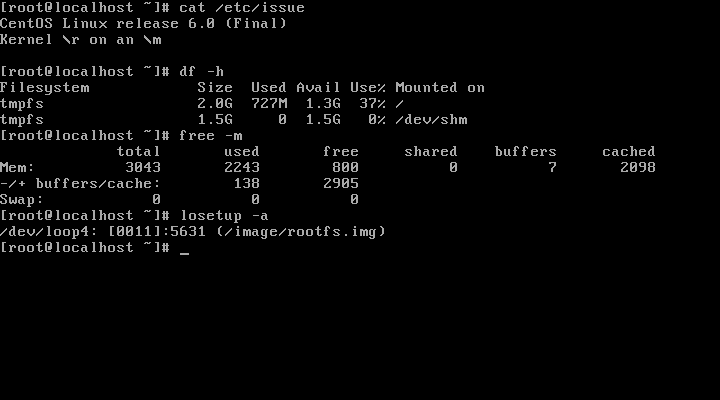 [root@localhost ~]# cat /etc/issue
CentOS Linux release 6.0 (Final)
Kernel \r on an \m

[root@localhost ~]# df -h
Filesystem            Size  Used Avail Use% Mounted on
tmpfs                 2.0G  727M  1.3G  37% /
tmpfs                 1.5G     0  1.5G   0% /dev/shm
[root@localhost ~]# free -m
             total       used       free     shared    buffers     cached
Mem:          3043       2243        800          0          7       2098
-/+ buffers/cache:        138       2905
Swap:            0          0          0
[root@localhost ~]# losetup -a
/dev/loop4: [0011]:5631 (/image/rootfs.img)
[root@localhost ~]# _